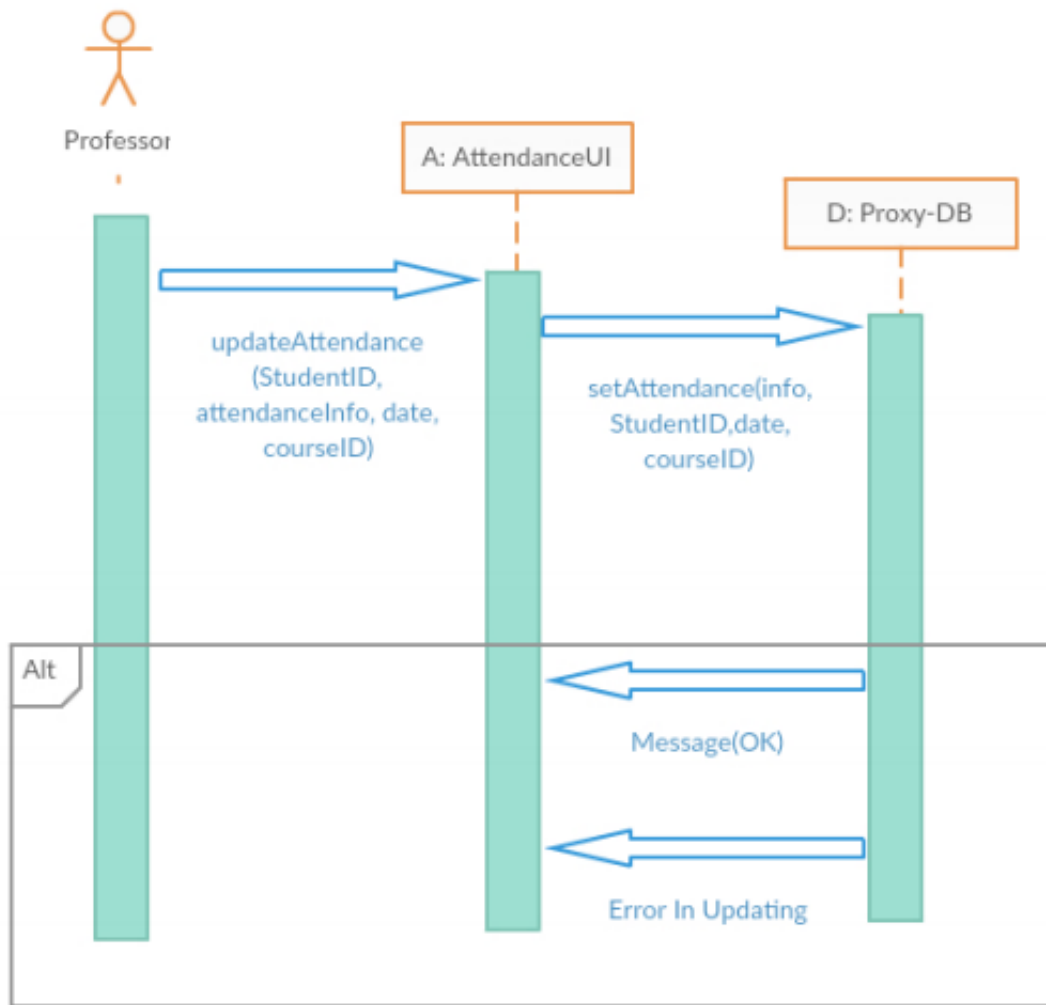 Professor
A: AttendanceUI
D: Proxy-DB
updateAttendance
(StudentID,
attendanceInfo, date,
courseID)
setAttendance(info,
StudentID,date,
courseID)
Alt
Message(OK)
Error In Updating